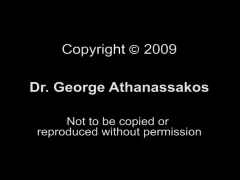 Copyright © 2009
Dr. George Athanassakos
Not to be copied or
reproduced without permission